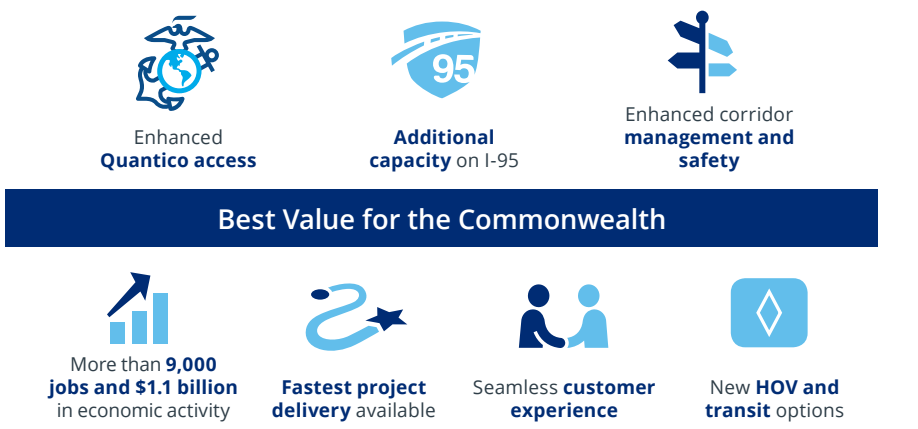 95
Enhanced
Quantico access
Additional
capacity on I-95
Enhanced corridor
management and
safety
Best Value for the Commonwealth
More than 9,000
jobs and $1.1 billion
in economic activity
Fastest project
delivery available
Seamless customer
experience
New HOV and
transit options